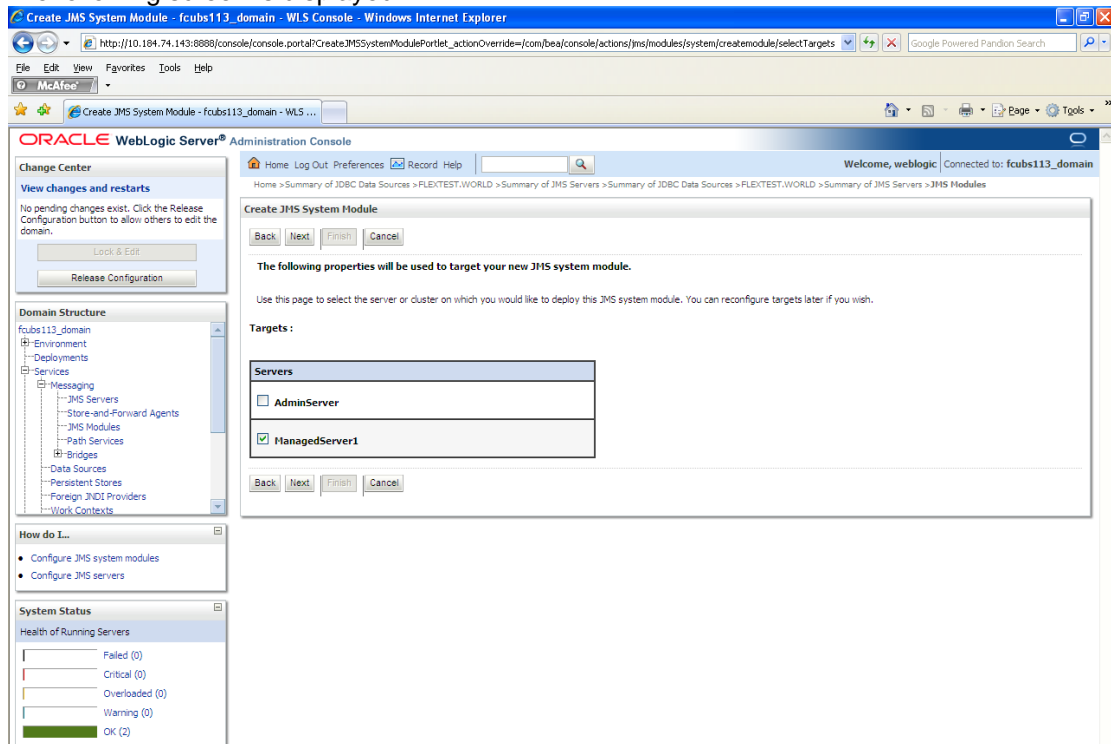 Create JMS System Module - fcubs113_domain - WLS Console - Windows Internet Explorer
http://10.184.74.143:8888/console/console.portal?CreateJMSSystemModulePortlet_actionOverride=/com/bea/console/actions/jms/modules/system/createmodule/selectTargets
Google Powered Pandion Search
File Edit View Favorites Tools Help
McAfee
Create JMS System Module - fcubs113_domain - WLS ...
Page Tools
ORACLE WebLogic Server® Administration Console
Change Center
View changes and restarts
No pending changes exist. Click the Release
Configuration button to allow others to edit the
domain.
Lock & Edit
Release Configuration
Domain Structure
fcubs113_domain
Environment
Deployments
Services
Messaging
JMS Servers
Store-and-Forward Agents
JMS Modules
Path Services
Bridges
Data Sources
Persistent Stores
Foreign JNDI Providers
Work Contexts
How do I...
Configure JMS system modules
Configure JMS servers
System Status
Health of Running Servers
Failed (0)
Critical (0)
Overloaded (0)
Warning (0)
OK (2)
Home Log Out Preferences Record Help
Welcome, weblogic Connected to: fcubs113_domain
Home >Summary of JDBC Data Sources >FLEXTEST.WORLD >Summary of JMS Servers >Summary of JDBC Data Sources >FLEXTEST.WORLD >Summary of JMS Servers >JMS Modules
Create JMS System Module
Back Next Finish Cancel
The following properties will be used to target your new JMS system module.
Use this page to select the server or cluster on which you would like to deploy this JMS system module. You can reconfigure targets later if you wish.
Targets :
Servers
AdminServer
ManagedServer1
Back Next Finish Cancel